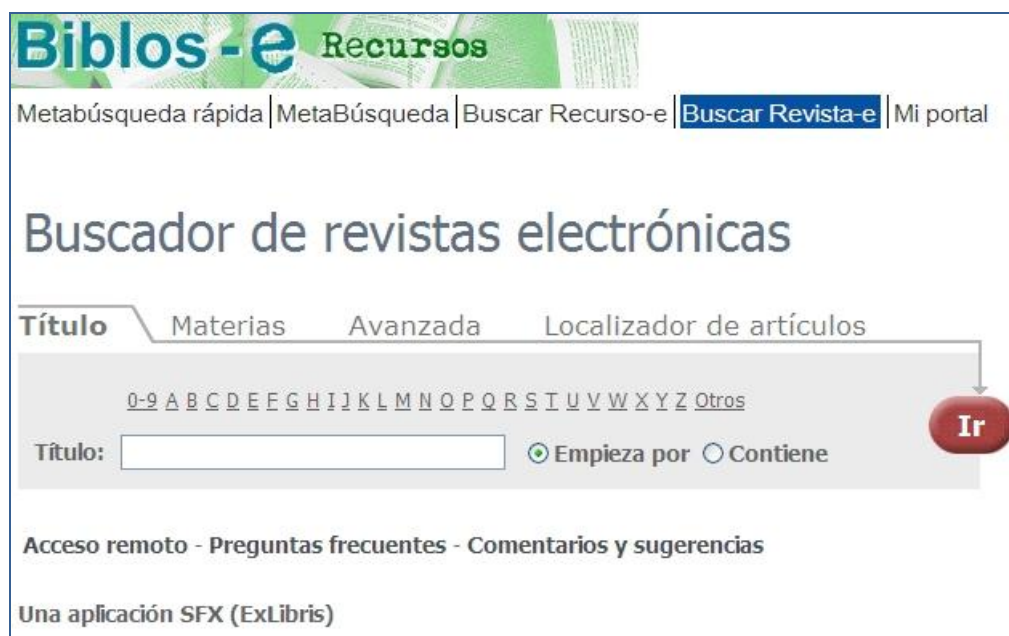 Biblos-e Recursos
Metabúsqueda rápida MetaBúsqueda Buscar Recurso-e Buscar Revista-e Mi portal
Buscador de revistas electrónicas
Título Materias Avanzada Localizador de artículos
0-9 A B C D E F G H I J K L M N O P Q R S T U V W X Y Z Otros
Título: Empieza por Contiene
Ir
Acceso remoto - Preguntas frecuentes - Comentarios y sugerencias
Una aplicación SFX (ExLibris)